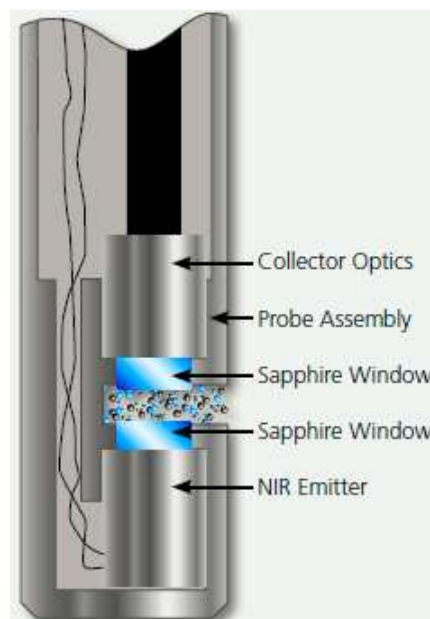 Collector Optics
Probe Assembly
Sapphire Window
Sapphire Window
NIR Emitter